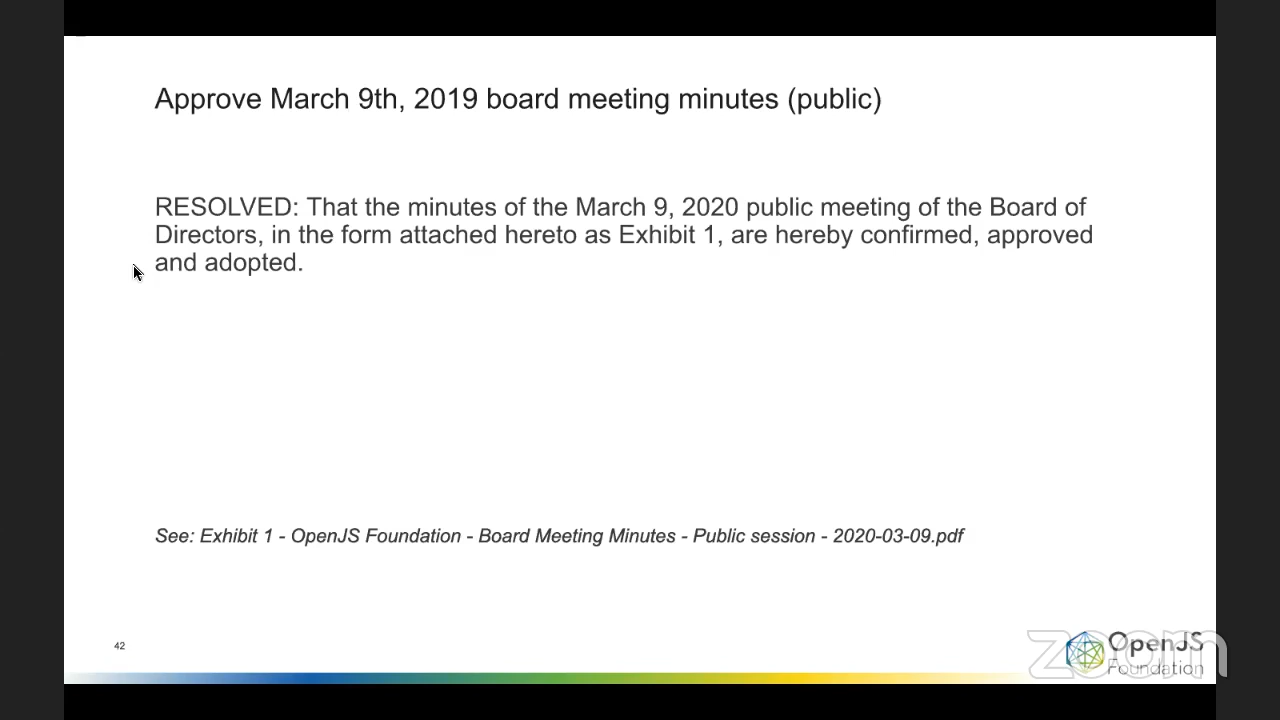 Approve March 9th, 2019 board meeting minutes (public)
RESOLVED: That the minutes of the March 9, 2020 public meeting of the Board of
Directors, in the form attached hereto as Exhibit 1, are hereby confirmed, approved
and adopted.
See: Exhibit 1 - OpenJS Foundation - Board Meeting Minutes - Public session - 2020-03-09.pdf
42
OpenJS
Foundation
zoom